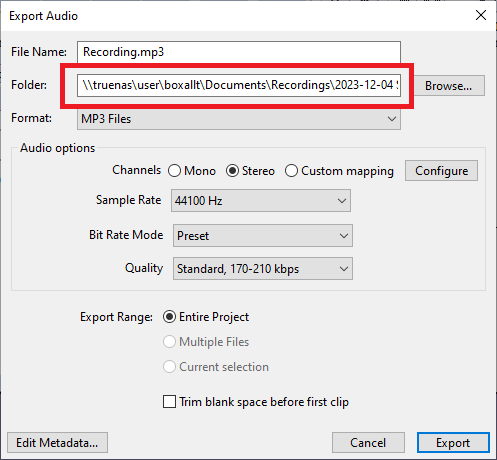 Export Audio
File Name: Recording.mp3
Folder: \\truenas\user\boxallt\Documents\Recordings\2023-12-04 Browse...
Format: MP3 Files
Audio options
Channels Mono Stereo Custom mapping Configure
Sample Rate 44100 Hz
Bit Rate Mode Preset
Quality Standard, 170-210 kbps
Export Range: Entire Project
Multiple Files
Current selection
Trim blank space before first clip
Edit Metadata... Cancel Export